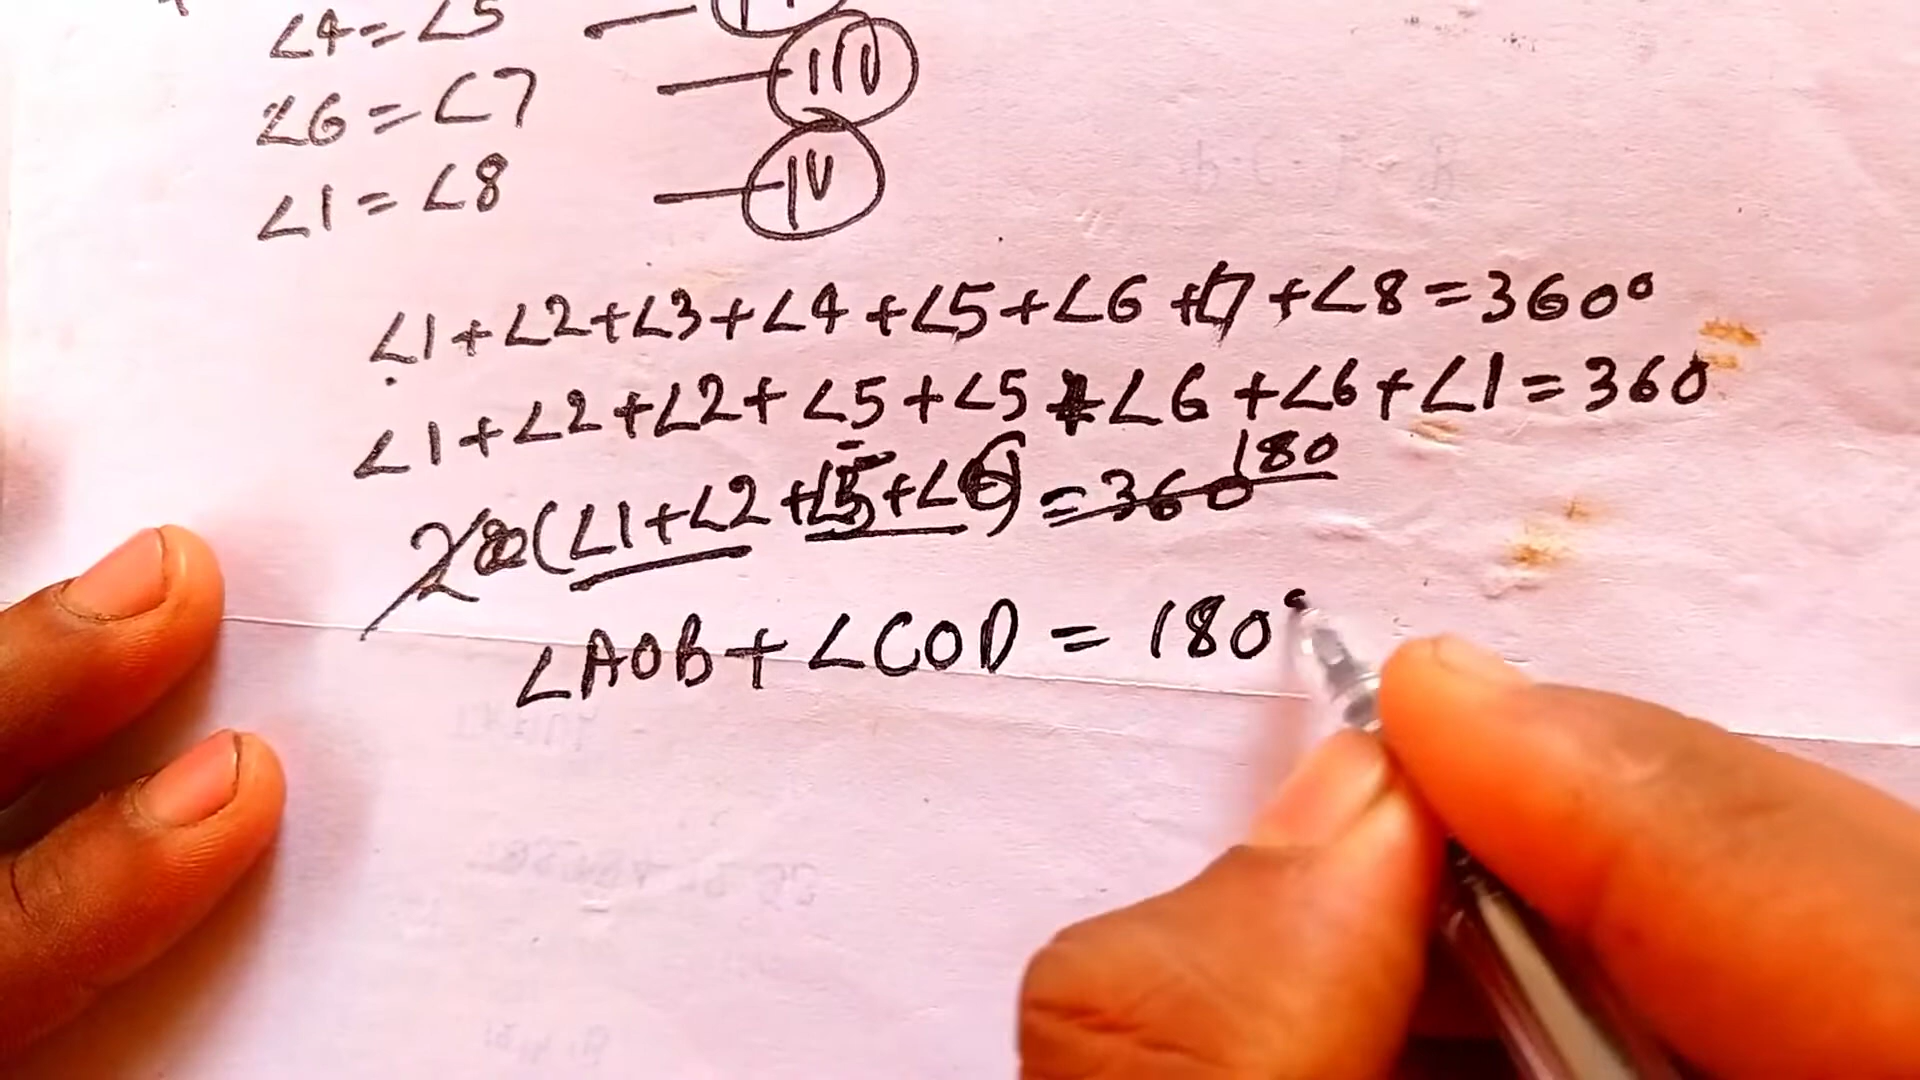 ∠4=∠5
∠6=∠7 — III
∠1=∠8 — IV
∠1+∠2+∠3+∠4+∠5+∠6+∠7+∠8=360°
∠1+∠2+∠2+∠5+∠5+∠6+∠6+∠1=360
2(∠1+∠2+∠5+∠6)=360 180
∠AOB+∠COD=180°